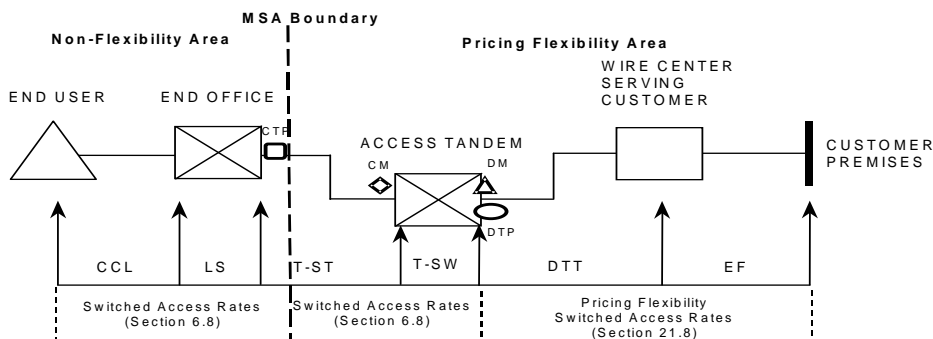 MSA Boundary
Non-Flexibility Area
Pricing Flexibility Area
WIRE CENTER
SERVING
CUSTOMER
END USER
END OFFICE
CTP
ACCESS TANDEM
CUSTOMER
PREMISES
CM
DM
DTP
CCL
LS
T-ST
T-SW
DTT
EF
Switched Access Rates
(Section 6.8)
Switched Access Rates
(Section 6.8)
Pricing Flexibility
Switched Access Rates
(Section 21.8)